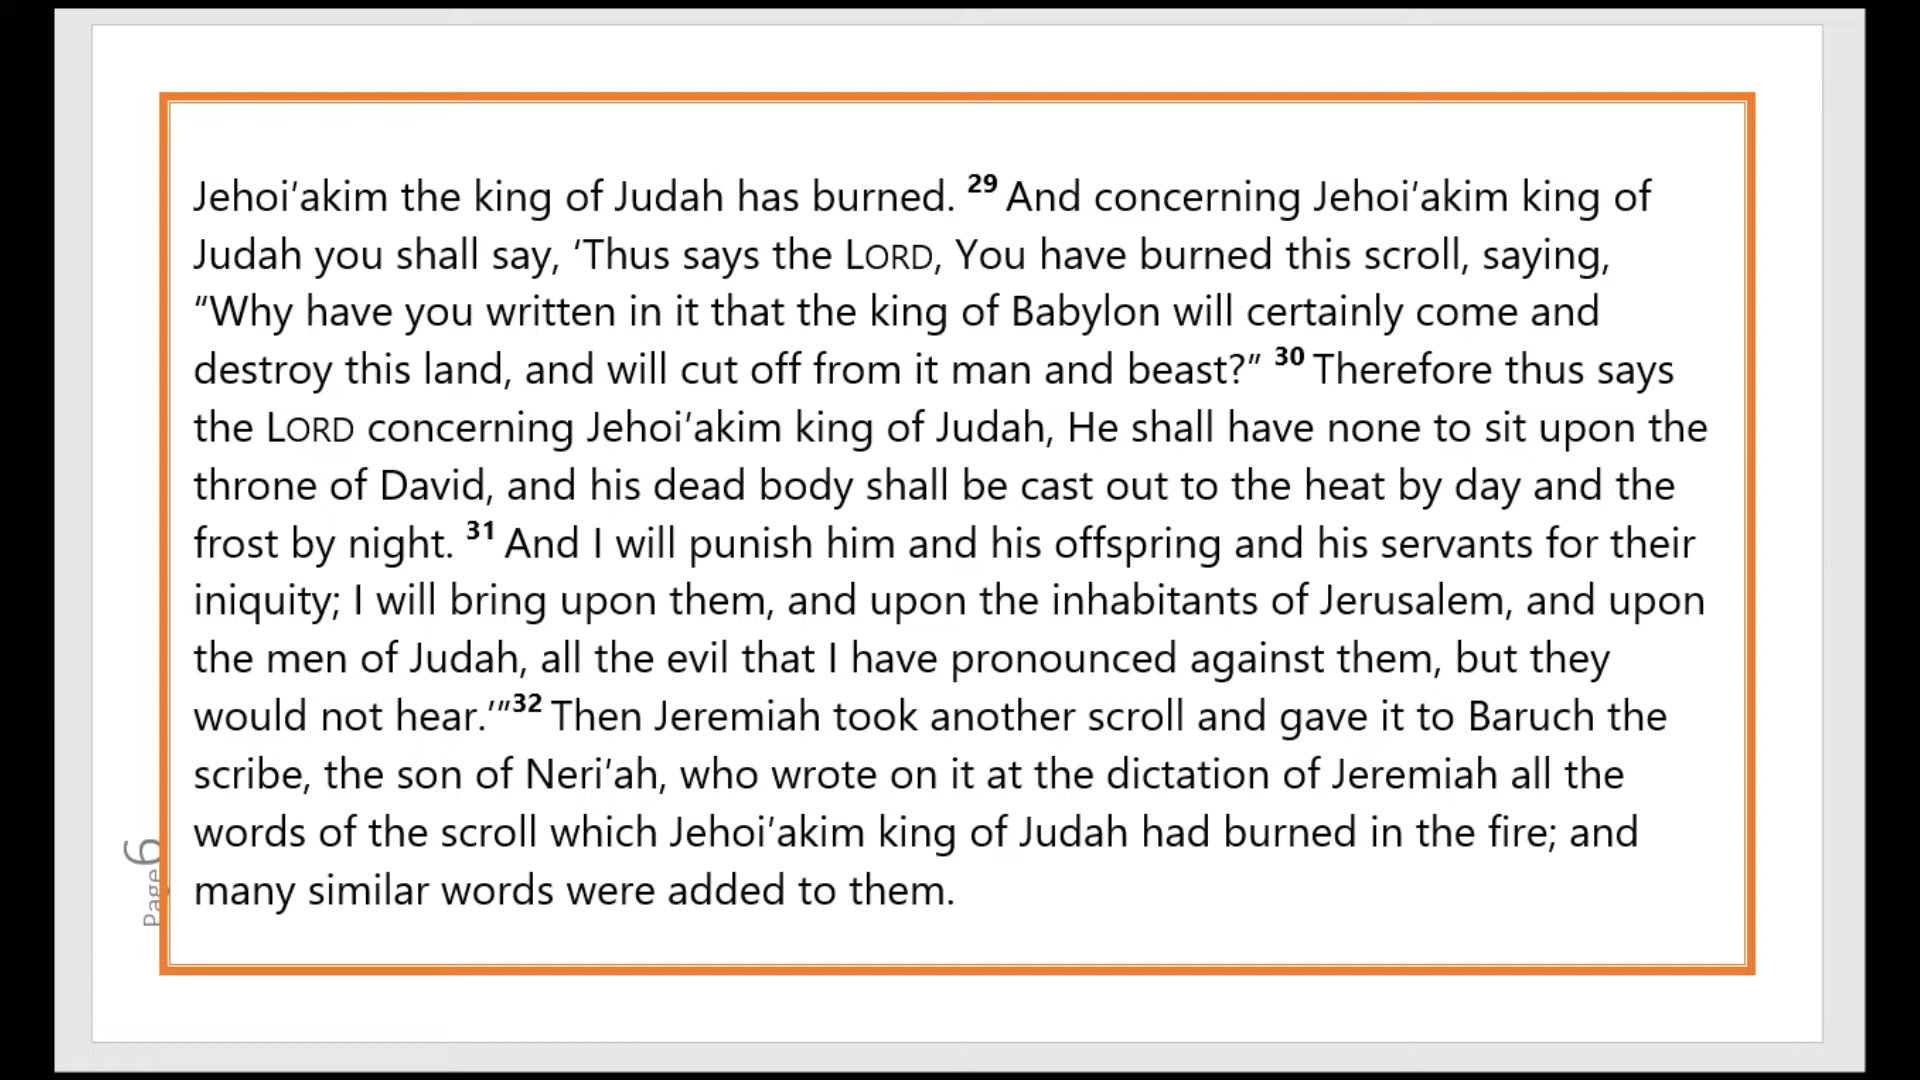 Jehoi′akim the king of Judah has burned. 29 And concerning Jehoi′akim king of
Judah you shall say, ‘Thus says the LORD, You have burned this scroll, saying,
“Why have you written in it that the king of Babylon will certainly come and
destroy this land, and will cut off from it man and beast?” 30 Therefore thus says
the LORD concerning Jehoi′akim king of Judah, He shall have none to sit upon the
throne of David, and his dead body shall be cast out to the heat by day and the
frost by night. 31 And I will punish him and his offspring and his servants for their
iniquity; I will bring upon them, and upon the inhabitants of Jerusalem, and upon
the men of Judah, all the evil that I have pronounced against them, but they
would not hear.’” 32 Then Jeremiah took another scroll and gave it to Baruch the
scribe, the son of Neri′ah, who wrote on it at the dictation of Jeremiah all the
words of the scroll which Jehoi′akim king of Judah had burned in the fire; and
many similar words were added to them.
Page 6